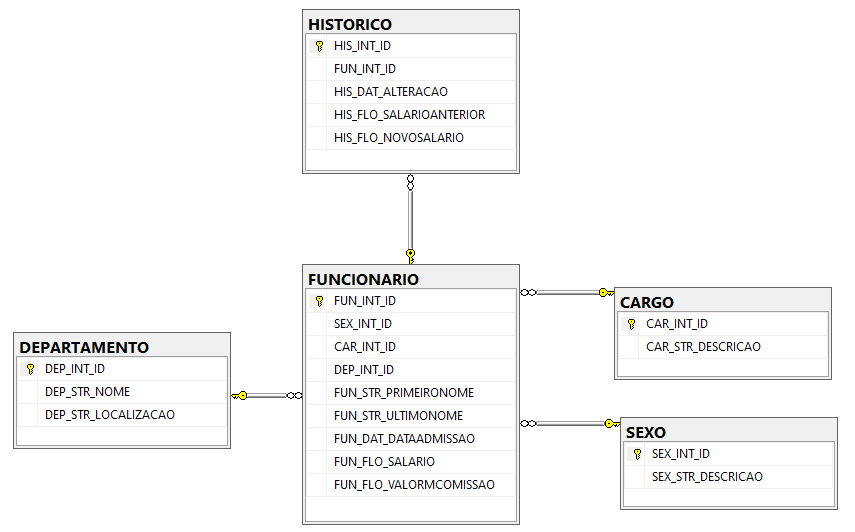 HISTORICO
HIS_INT_ID
FUN_INT_ID
HIS_DAT_ALTERACAO
HIS_FLO_SALARIOANTERIOR
HIS_FLO_NOVOSALARIO
FUNCIONARIO
FUN_INT_ID
SEX_INT_ID
CAR_INT_ID
DEP_INT_ID
FUN_STR_PRIMEIRONOME
FUN_STR_ULTIMONOME
FUN_DAT_DATAADMISSAO
FUN_FLO_SALARIO
FUN_FLO_VALORMCOMISSAO
CARGO
CAR_INT_ID
CAR_STR_DESCRICAO
DEPARTAMENTO
DEP_INT_ID
DEP_STR_NOME
DEP_STR_LOCALIZACAO
SEXO
SEX_INT_ID
SEX_STR_DESCRICAO